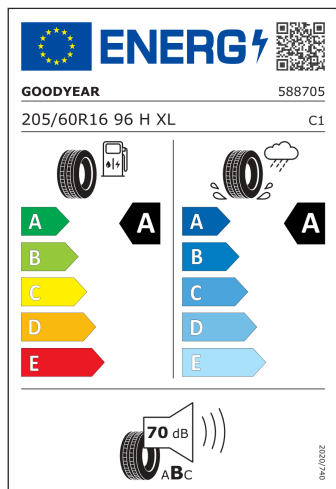 ENERG
GOODYEAR 588705
205/60R16 96 H XL C1
A A
B
C
D
E
A A
B
C
D
E
70 dB
ABC
2020/740